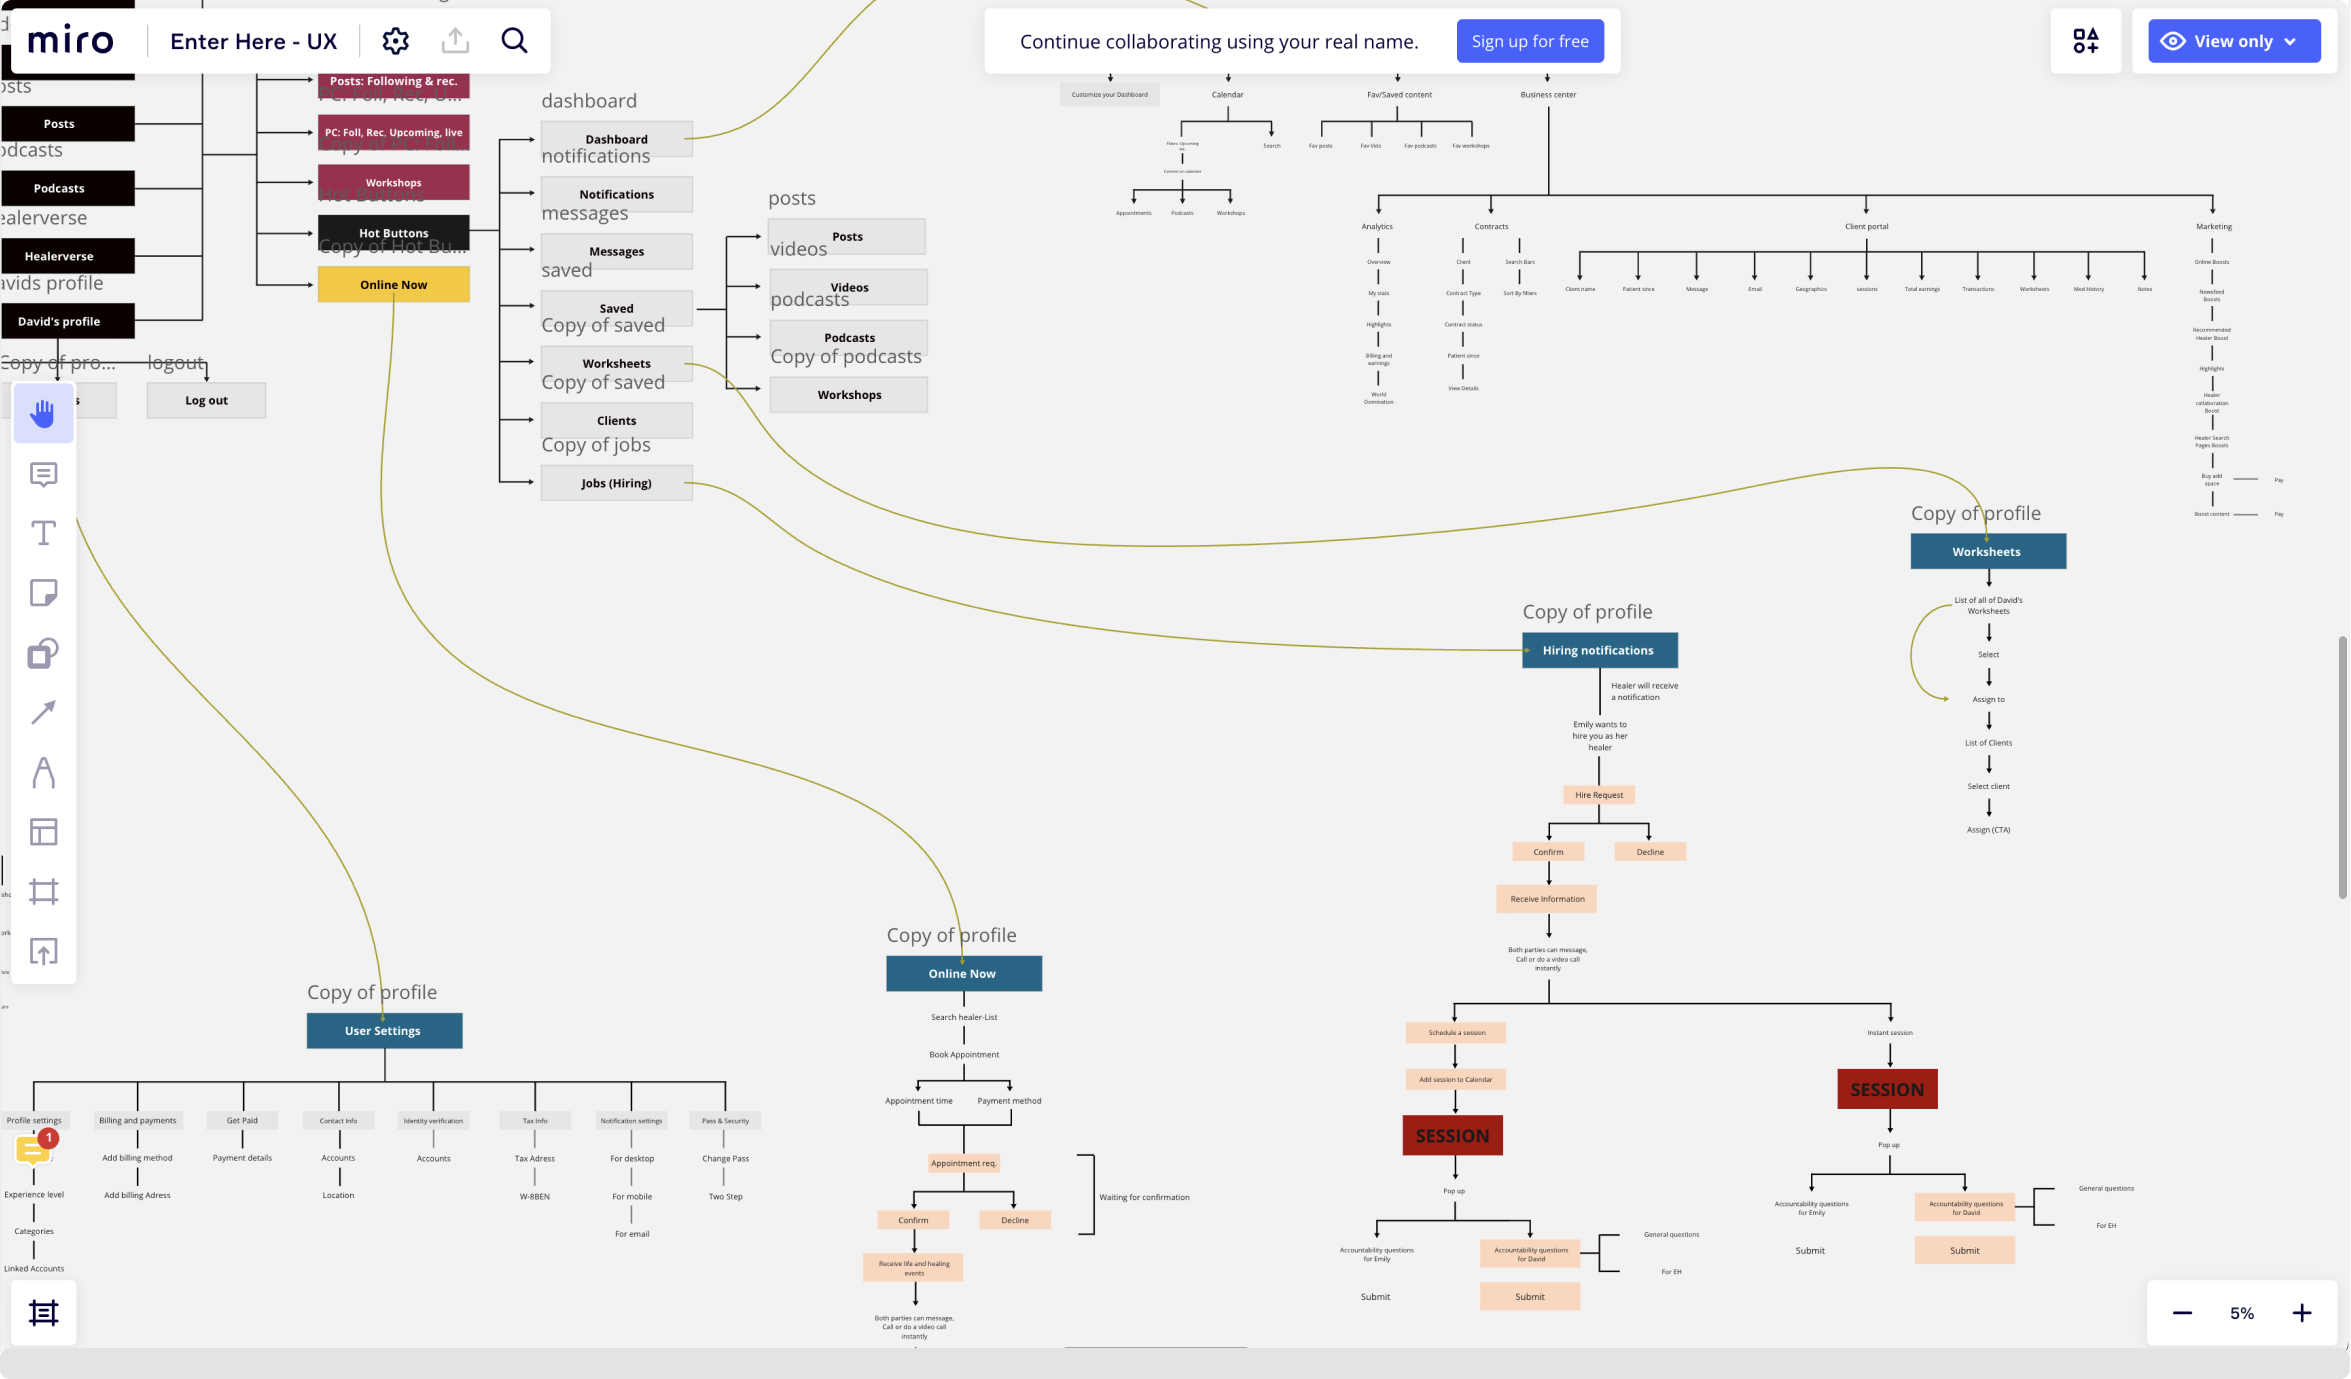 miro
Enter Here - UX
Continue collaborating using your real name.
Sign up for free
View only
Posts: Following & rec.
PC: Foll, Rec, U...
PC: Foll, Rec. Upcoming, live
Copy of PC: Foll...
Workshops
Hot Buttons
Hot Buttons
Copy of Hot Bu...
Online Now
osts
Posts
odcasts
Podcasts
ealerverse
Healerverse
avids profile
David's profile
Copy of pro...
logout
Log out
dashboard
Dashboard
notifications
Notifications
messages
Messages
saved
Saved
Copy of saved
Worksheets
Copy of saved
Clients
Copy of jobs
Jobs (Hiring)
posts
Posts
videos
Videos
podcasts
Podcasts
Copy of podcasts
Workshops
Customize your Dashboard
Calendar
Fav/Saved content
Business center
Filters: Upcoming
etc.
Search
Content on calendar
Appointments
Podcasts
Workshops
Fav posts
Fav Vids
Fav podcasts
Fav workshops
Analytics
Overview
My stats
Highlights
Billing and
earnings
World
Domination
Contracts
Client
Contract Type
Contract status
Patient since
View Details
Search Bars
Sort By filters
Client portal
Client name
Patient since
Message
Email
Geographics
sessions
Total earnings
Transactions
Worksheets
Med History
Notes
Marketing
Online Boosts
Newsfeed
Boosts
Recommended
Healer Boost
Highlights
Healer
collaboration
Boost
Healer Search
Pages Boosts
Buy add
space
Pay
Boost content
Pay
Copy of profile
Worksheets
List of all of David's
Worksheets
Select
Assign to
List of Clients
Select client
Assign (CTA)
Copy of profile
Hiring notifications
Healer will receive
a notification
Emily wants to
hire you as her
healer
Hire Request
Confirm
Decline
Receive Information
Both parties can message,
Call or do a video call
instantly
Schedule a session
Add session to Calendar
SESSION
Pop up
Accountability questions
for Emily
Submit
Accountability questions
for David
Submit
General questions
For EH
Instant session
SESSION
Pop up
Accountability questions
for Emily
Submit
Accountability questions
for David
Submit
General questions
For EH
Copy of profile
Online Now
Search healer-List
Book Appointment
Appointment time
Payment method
Appointment req.
Confirm
Decline
Waiting for confirmation
Receive life and healing
events
Both parties can message,
Call or do a video call
instantly
Copy of profile
User Settings
Profile settings
1
Experience level
Categories
Linked Accounts
Billing and payments
Add billing method
Add billing Adress
Get Paid
Payment details
Contact Info
Accounts
Location
Identity verification
Accounts
Tax Info
Tax Adress
W-8BEN
Notification settings
For desktop
For mobile
For email
Pass & Security
Change Pass
Two Step
5%